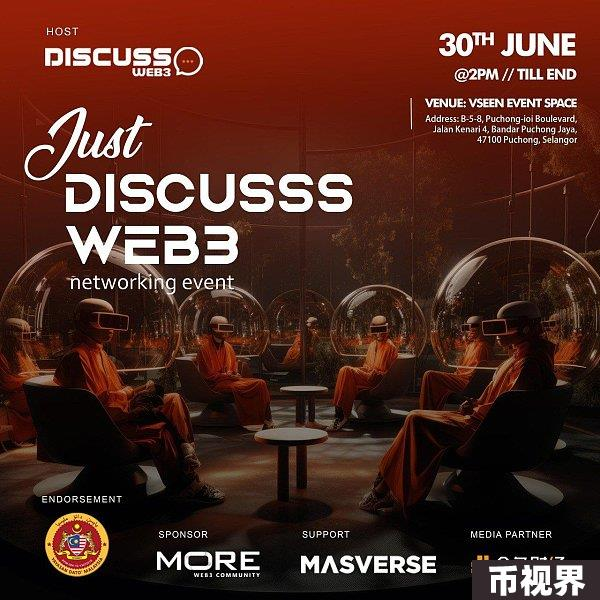 HOST
DISCUSS
WEB3
30TH JUNE
@2PM // TILL END
VENUE: VSEEN EVENT SPACE
Address: B-5-8, Puchong-ioi Boulevard,
Jalan Kenari 4, Bandar Puchong Jaya,
47100 Puchong, Selangor
Just
DISCUSSS
WEB3
networking event
ENDORSEMENT
SPONSOR
MORE
WEB3 COMMUNITY
SUPPORT
MASVERSE
MEDIA PARTNER
币视界